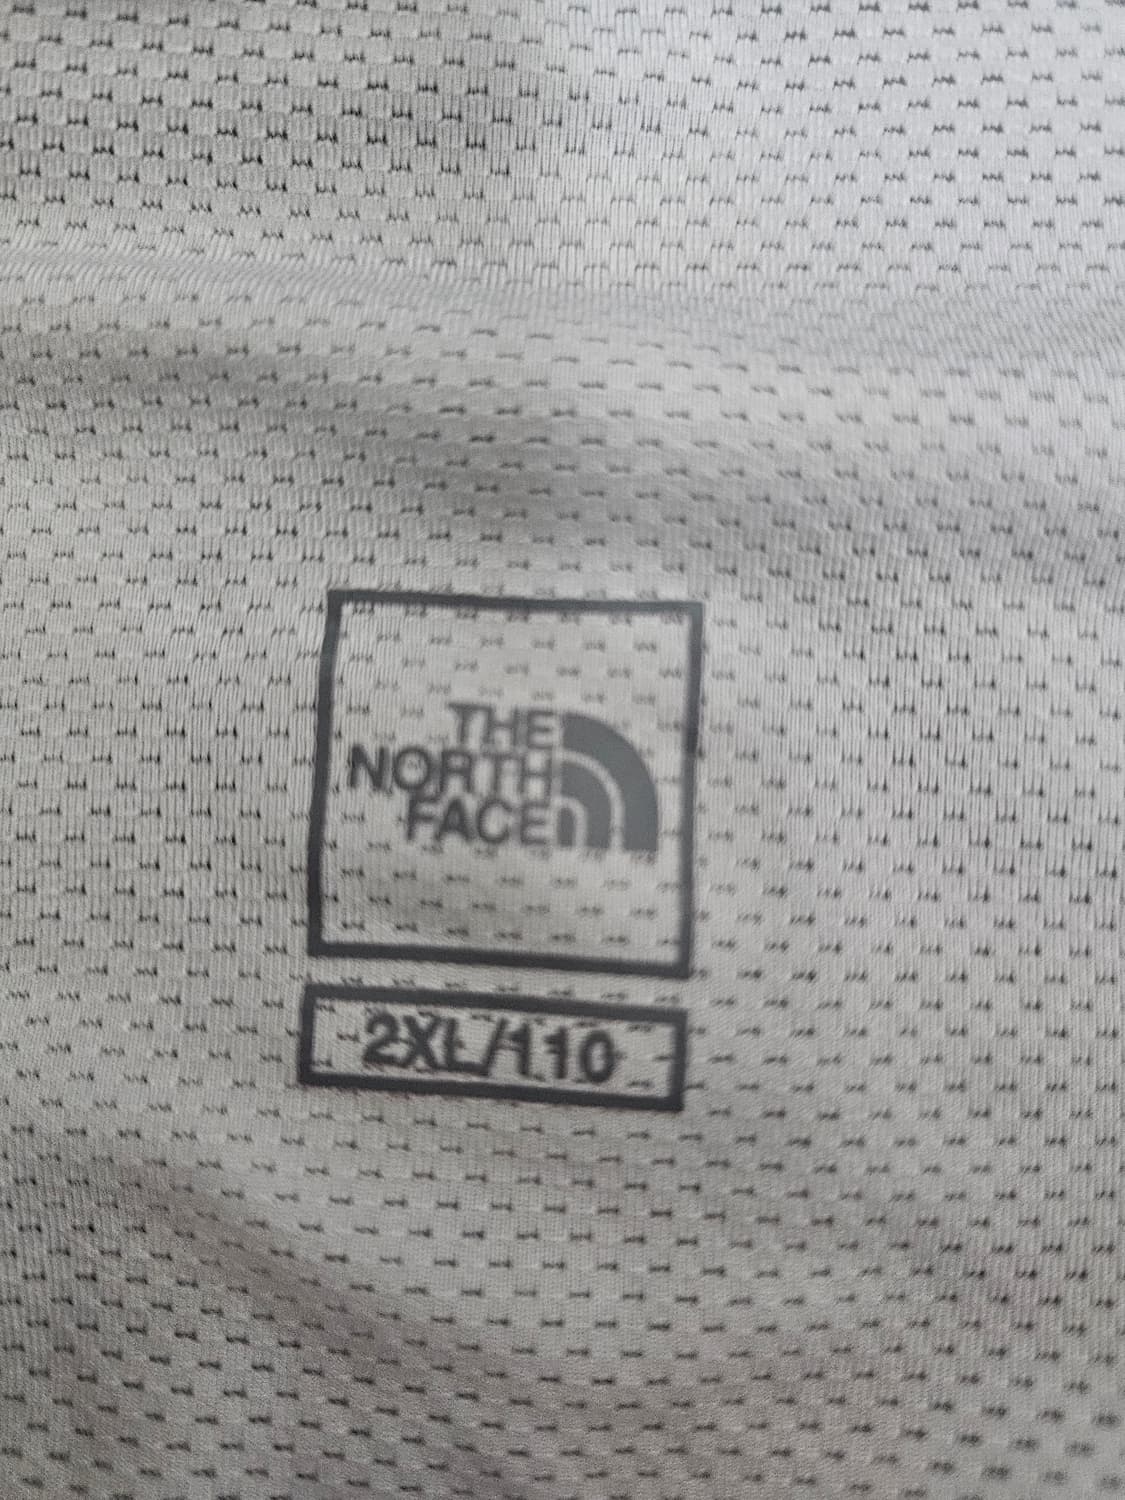 THE
NORTH
FACE
2XL/110